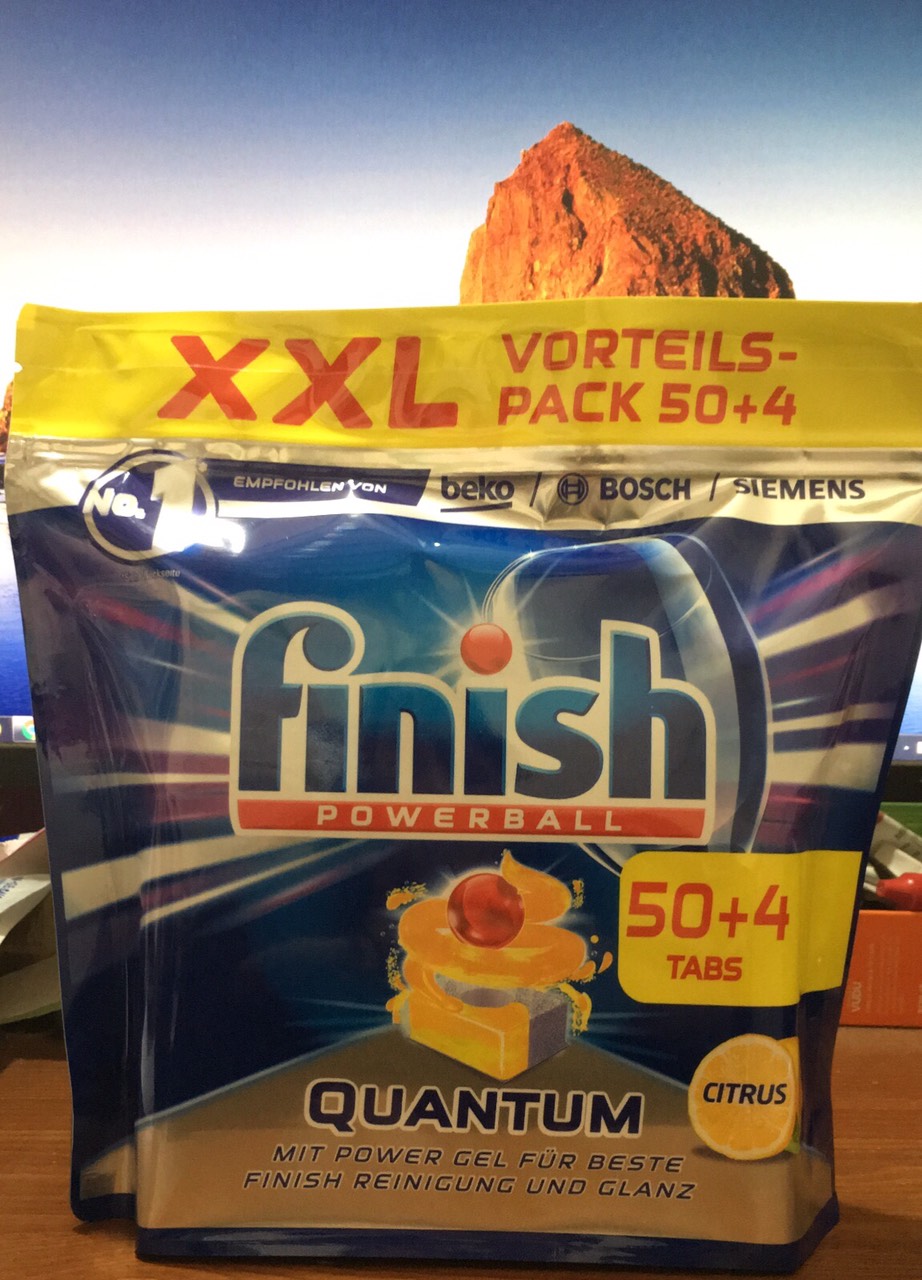 XXL
VORTEILS-
PACK 50+4
No. 1
EMPFOHLEN VON
beko / BOSCH / SIEMENS
finish
POWERBALL
50+4
TABS
CITRUS
QUANTUM
MIT POWER GEL FÜR BESTE
FINISH REINIGUNG UND GLANZ